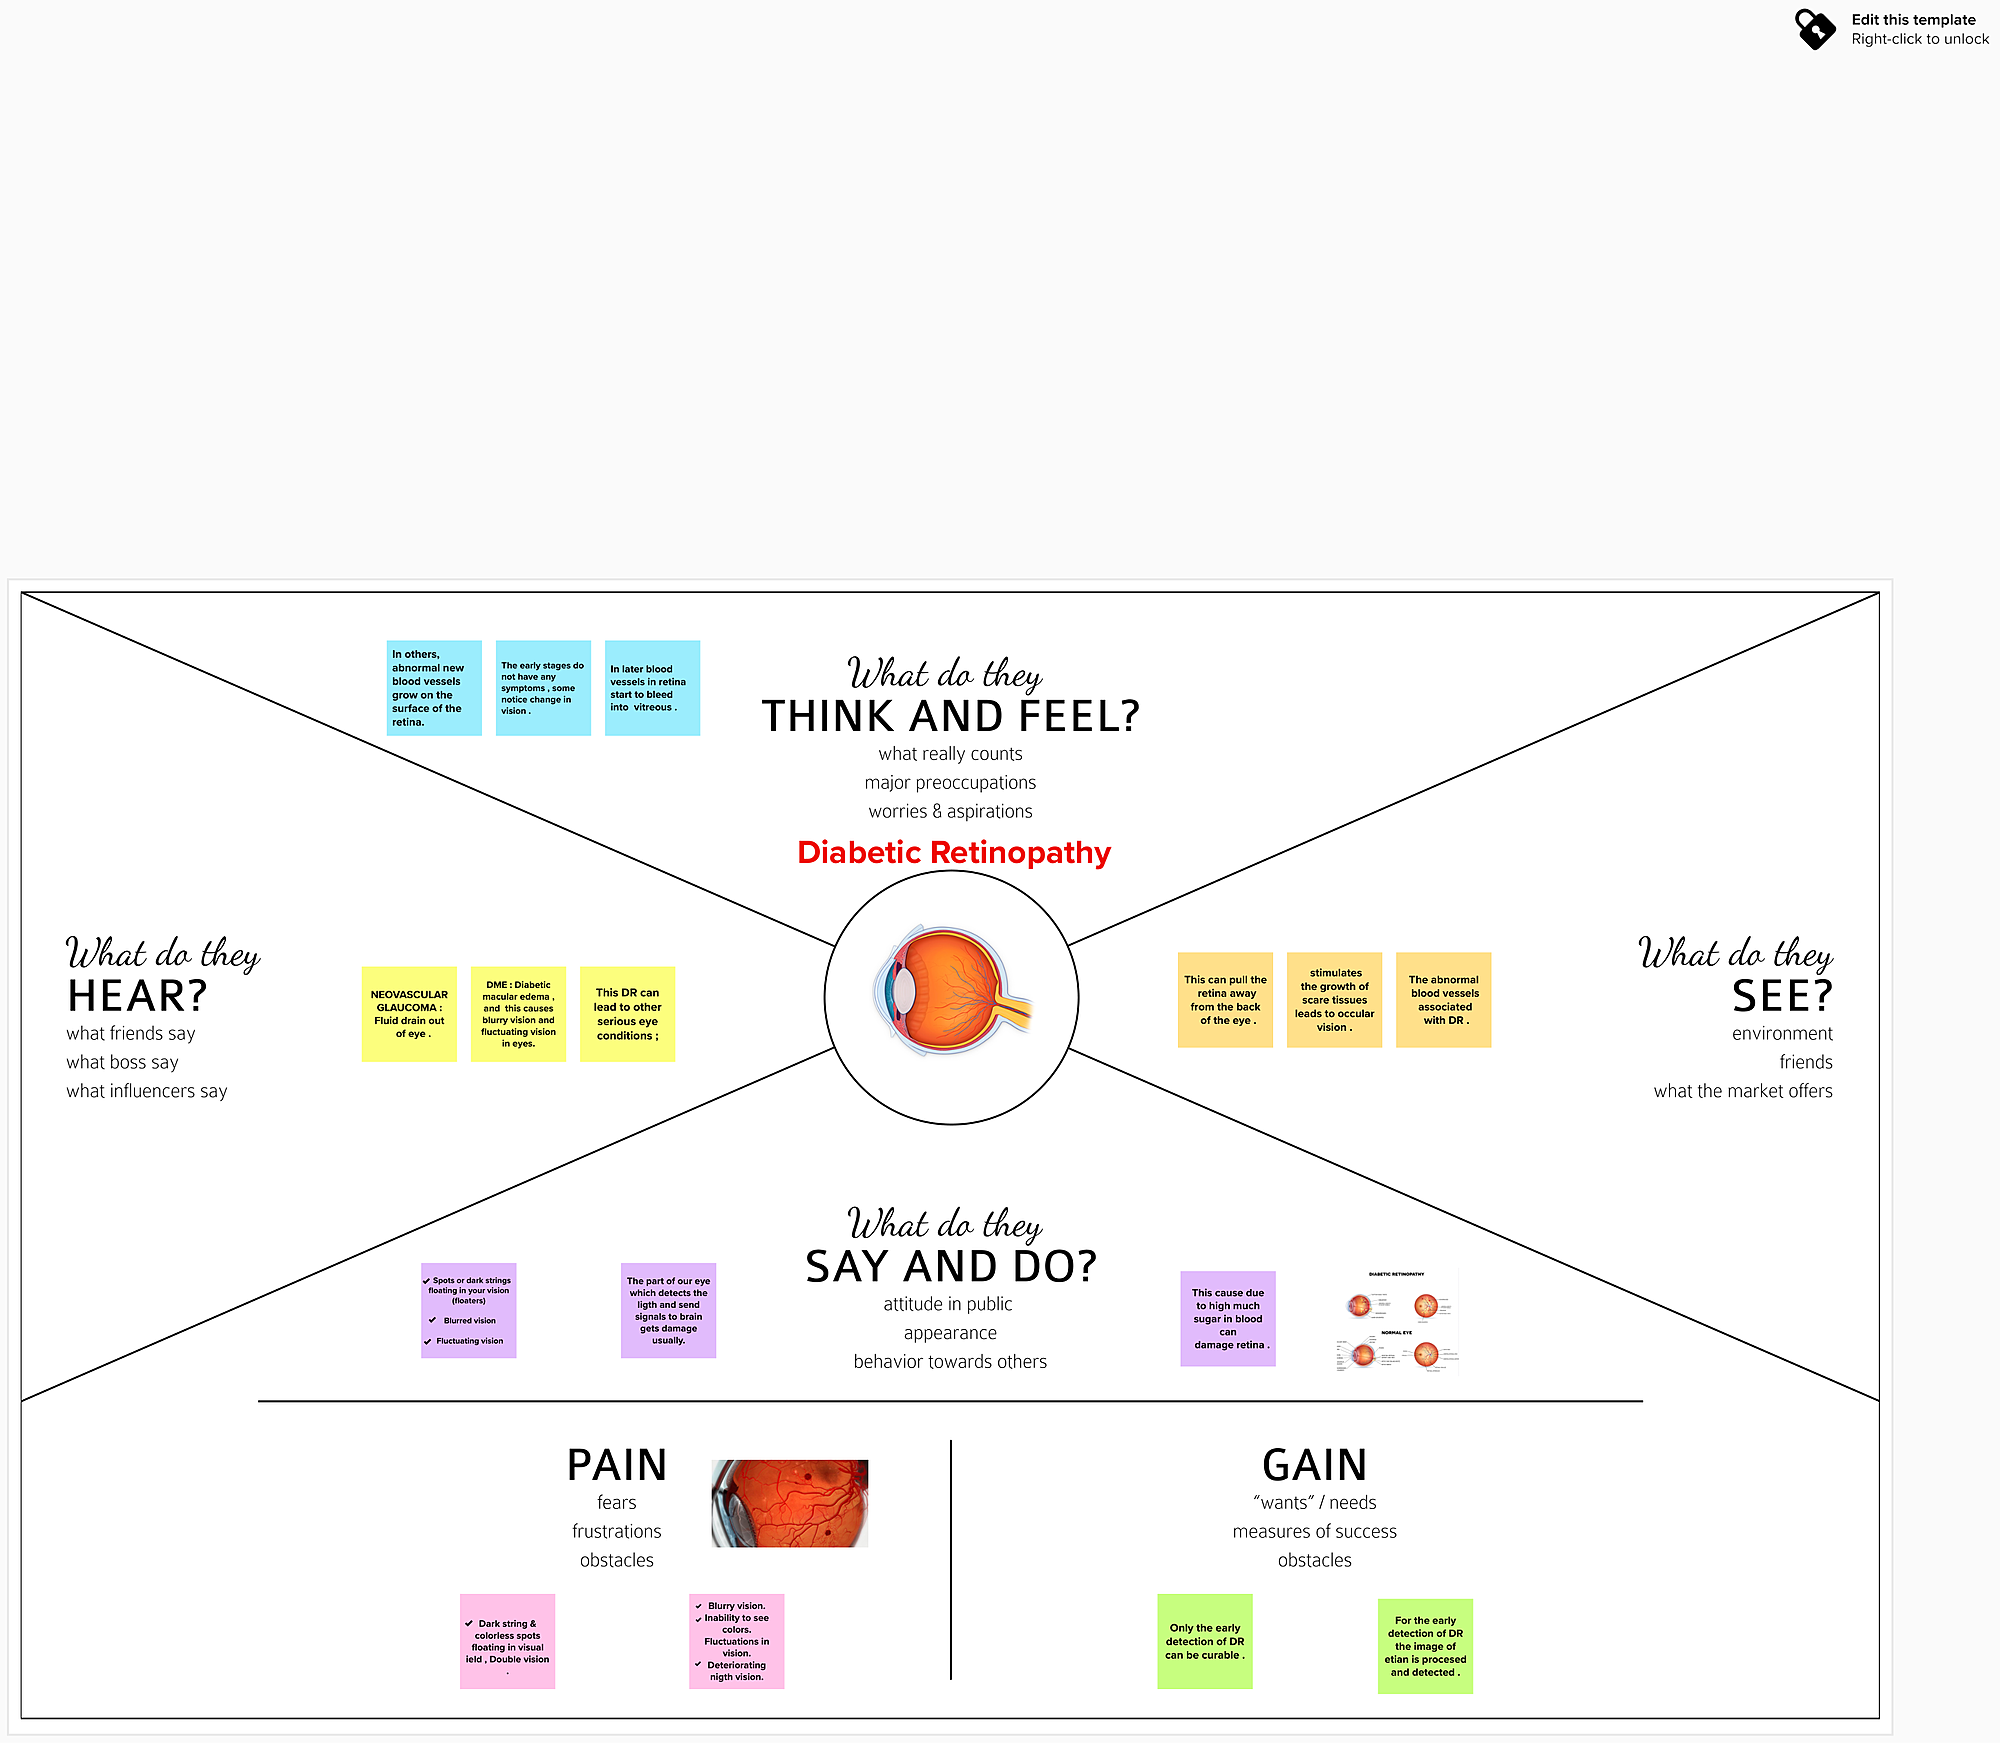 Edit this template
Right-click to unlock
In others,
abnormal new
blood vessels
grow on the
surface of the
retina.
The early stages do
not have any
symptoms , some
notice change in
vision .
In later blood
vessels in retina
start to bleed
into vitreous .
What do they
THINK AND FEEL?
what really counts
major preoccupations
worries & aspirations
Diabetic Retinopathy
What do they
HEAR?
what friends say
what boss say
what influencers say
NEOVASCULAR
GLAUCOMA :
Fluid drain out
of eye .
DME : Diabetic
macular edema ,
and this causes
blurry vision and
fluctuating vision
in eyes.
This DR can
lead to other
serious eye
conditions ;
This can pull the
retina away
from the back
of the eye .
stimulates
the growth of
scare tissues
leads to occular
vision .
The abnormal
blood vessels
associated
with DR .
What do they
SEE?
environment
friends
what the market offers
What do they
SAY AND DO?
attitude in public
appearance
behavior towards others
✓ Spots or dark strings
floating in your vision
(floaters)
✓ Blurred vision
✓ Fluctuating vision
The part of our eye
which detects the
ligth and send
signals to brain
gets damage
usually.
This cause due
to high much
sugar in blood
can
damage retina .
DIABETIC RETINOPATHY
NORMAL EYE
PAIN
fears
frustrations
obstacles
✓ Dark string &
colorless spots
floating in visual
ield , Double vision
.
✓ Blurry vision.
✓ Inability to see
colors.
Fluctuations in
vision.
✓ Deteriorating
nigth vision.
GAIN
“wants” / needs
measures of success
obstacles
Only the early
detection of DR
can be curable .
For the early
detection of DR
the image of
etian is procesed
and detected .